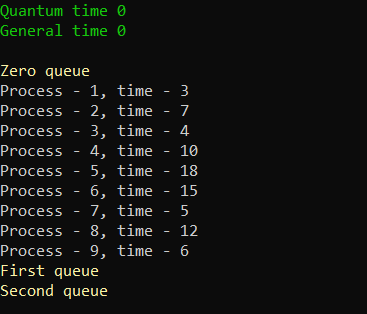 Quantum time 0
General time 0
Zero queue
Process - 1, time - 3
Process - 2, time - 7
Process - 3, time - 4
Process - 4, time - 10
Process - 5, time - 18
Process - 6, time - 15
Process - 7, time - 5
Process - 8, time - 12
Process - 9, time - 6
First queue
Second queue